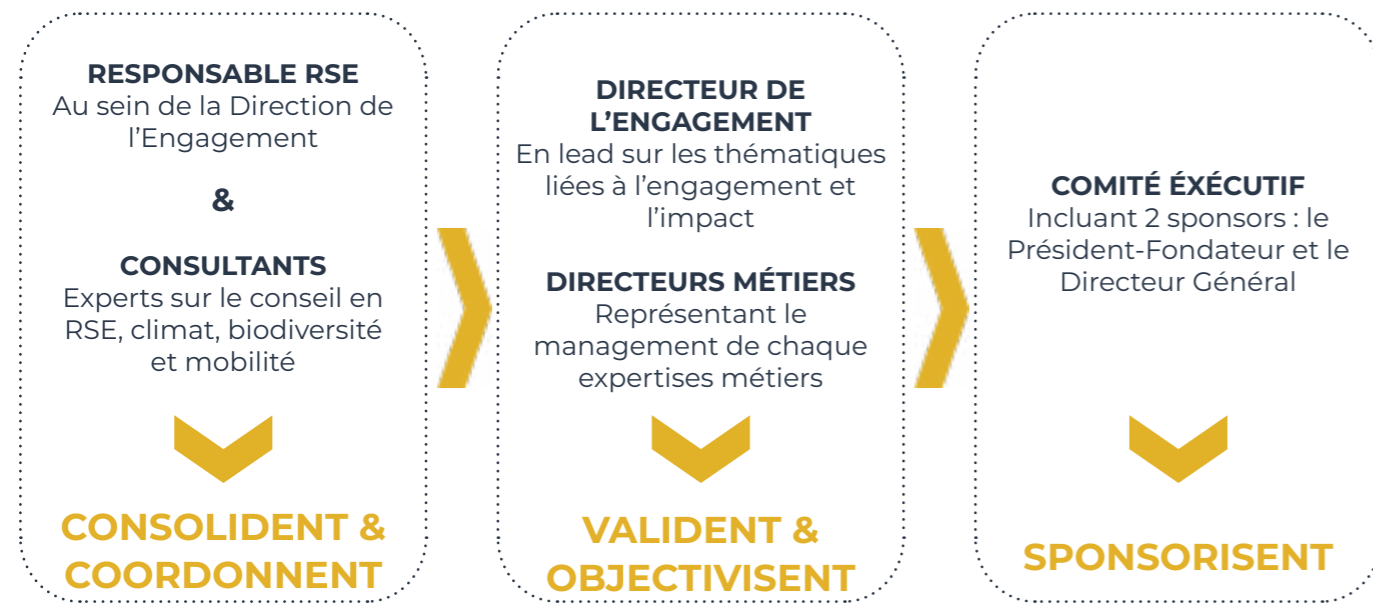 RESPONSABLE RSE
Au sein de la Direction de
l'Engagement
&
CONSULTANTS
Experts sur le conseil en
RSE, climat, biodiversité
et mobilité
CONSOLIDENT &
COORDONNENT
DIRECTEUR DE
L'ENGAGEMENT
En lead sur les thématiques
liées à l'engagement et
l'impact
DIRECTEURS MÉTIERS
Représentant le
management de chaque
expertises métiers
VALIDENT &
OBJECTIVISENT
COMITÉ ÉXÉCUTIF
Incluant 2 sponsors : le
Président-Fondateur et le
Directeur Général
SPONSORISENT